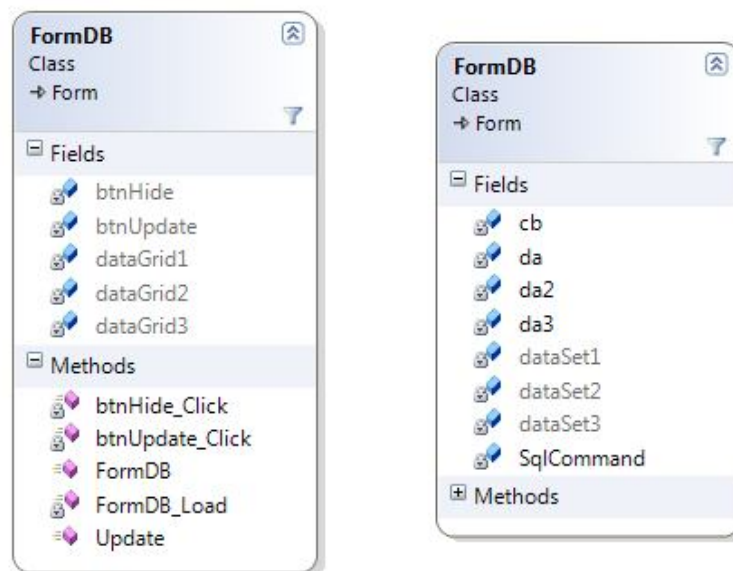 FormDB
Class
Form
Fields
btnHide
btnUpdate
dataGrid1
dataGrid2
dataGrid3
Methods
btnHide_Click
btnUpdate_Click
FormDB
FormDB_Load
Update
FormDB
Class
Form
Fields
cb
da
da2
da3
dataSet1
dataSet2
dataSet3
SqlCommand
Methods